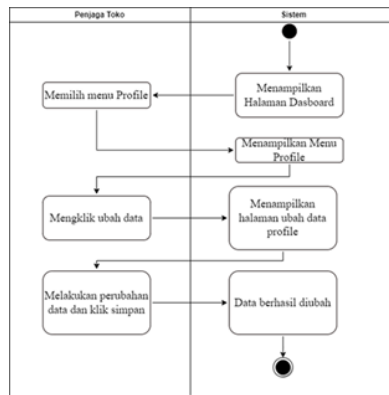 Penjaga Toko
Sistem
Menampilkan
Halaman Dasboard
Memilih menu Profile
Menampilkan Menu
Profile
Mengklik ubah data
Menampilkan
halaman ubah data
profile
Melakukan perubahan
data dan klik simpan
Data berhasil diubah